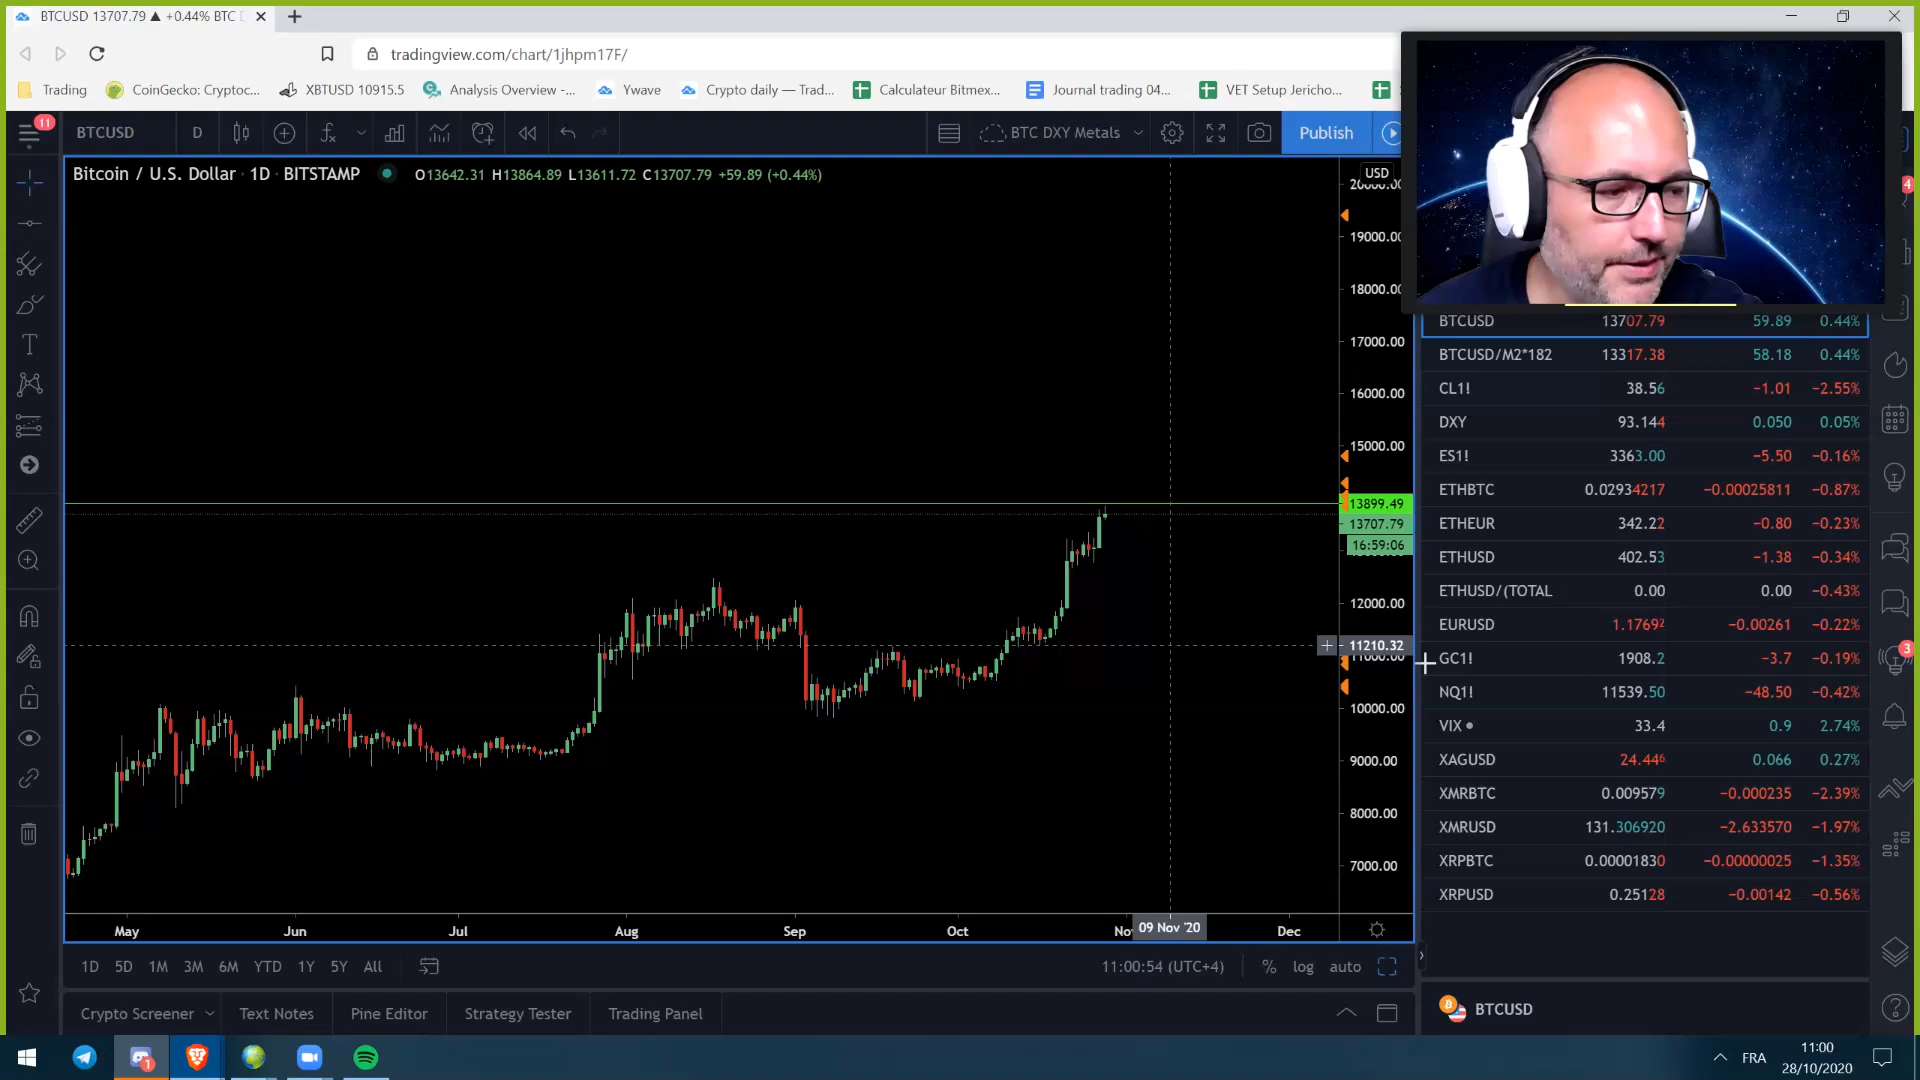 BTCUSD 13707.79 ▲ +0.44% BTC
tradingview.com/chart/1jhpm17F/
Trading CoinGecko: Cryptoc... XBTUSD 10915.5 Analysis Overview -... Ywave Crypto daily — Trad... Calculateur Bitmex... Journal trading 04... VET Setup Jericho...
11
BTCUSD D BTC DXY Metals Publish
Bitcoin / U.S. Dollar · 1D · BITSTAMP O13642.31 H13864.89 L13611.72 C13707.79 +59.89 (+0.44%)
USD
19000.00
18000.00
17000.00
16000.00
15000.00
13899.49
13707.79
16:59:06
12000.00
11210.32
10000.00
9000.00
8000.00
7000.00
May Jun Jul Aug Sep Oct 09 Nov '20 Dec
1D 5D 1M 3M 6M YTD 1Y 5Y All 11:00:54 (UTC+4) % log auto
Crypto Screener Text Notes Pine Editor Strategy Tester Trading Panel
BTCUSD 13707.79 59.89 0.44%
BTCUSD/M2*182 13317.38 58.18 0.44%
CL1! 38.56 −1.01 −2.55%
DXY 93.144 0.050 0.05%
ES1! 3363.00 −5.50 −0.16%
ETHBTC 0.02934217 −0.00025811 −0.87%
ETHEUR 342.22 −0.80 −0.23%
ETHUSD 402.53 −1.38 −0.34%
ETHUSD/(TOTAL 0.00 0.00 −0.43%
EURUSD 1.1769² −0.00261 −0.22%
GC1! 1908.2 −3.7 −0.19%
NQ1! 11539.50 −48.50 −0.42%
VIX 33.4 0.9 2.74%
XAGUSD 24.44⁶ 0.066 0.27%
XMRBTC 0.009579 −0.000235 −2.39%
XMRUSD 131.306920 −2.633570 −1.97%
XRPBTC 0.00001830 −0.00000025 −1.35%
XRPUSD 0.25128 −0.00142 −0.56%
BTCUSD
4
3
1
FRA
11:00
28/10/2020